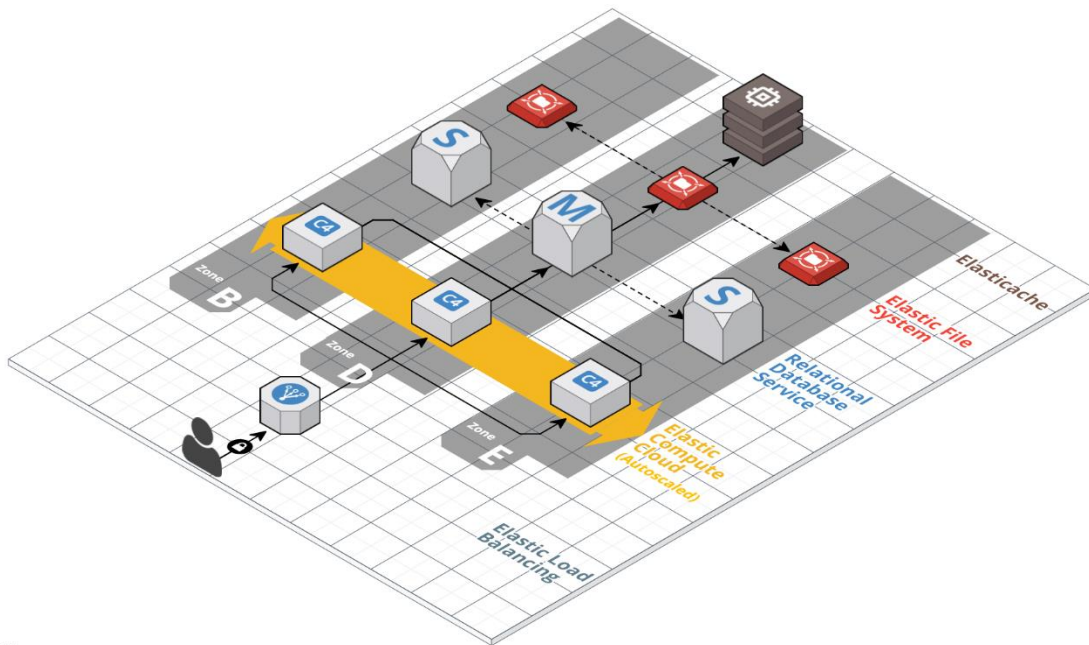 S
M
S
C4
C4
C4
Zone
B
Zone
D
Zone
E
Elasticache
Elastic File
System
Relational
Database
Service
Elastic
Compute
Cloud
(Autoscaled)
Elastic Load
Balancing